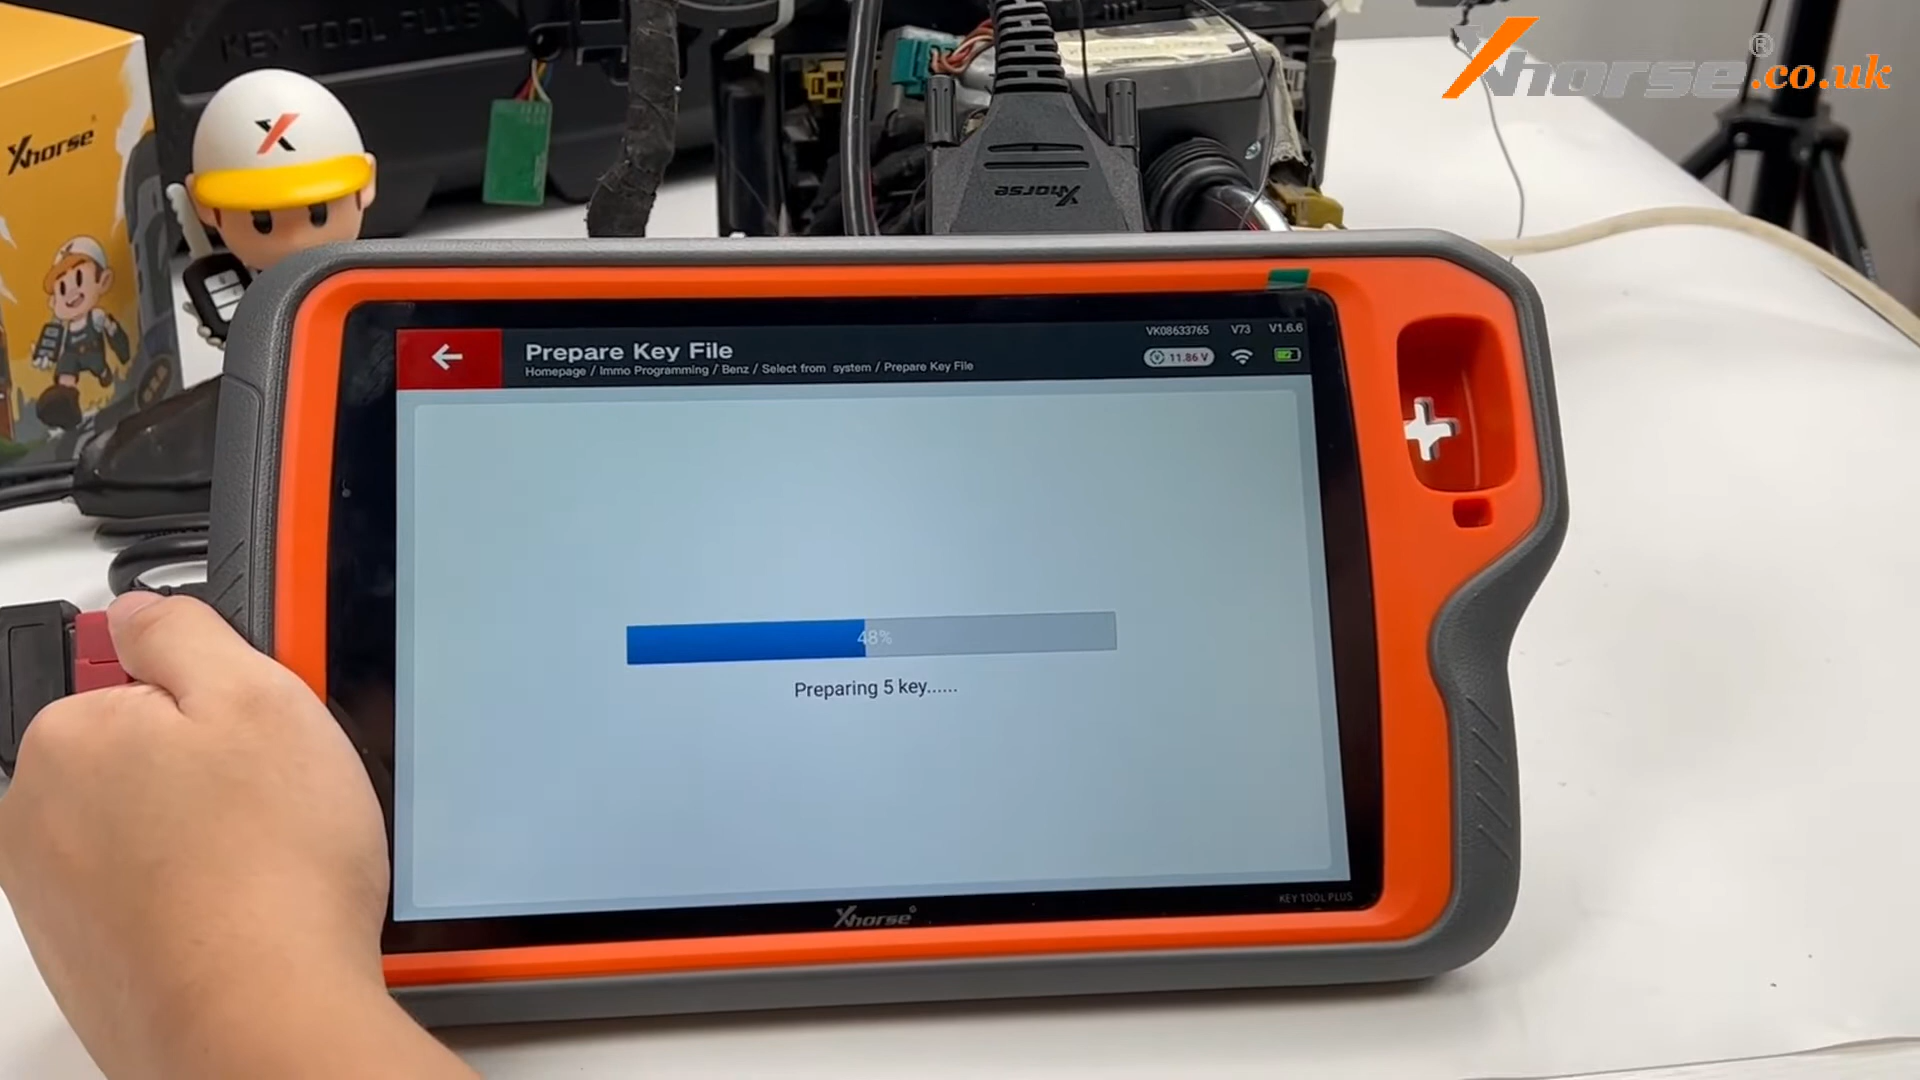 KEY TOOL PLUS
Xhorse
Xhorse®.co.uk
Xhorse
VK08633765 V73 V1.6.6
Prepare Key File
11.86 V
Homepage / Immo Programming / Benz / Select from system / Prepare Key File
48%
Preparing 5 key......
KEY TOOL PLUS
Xhorse